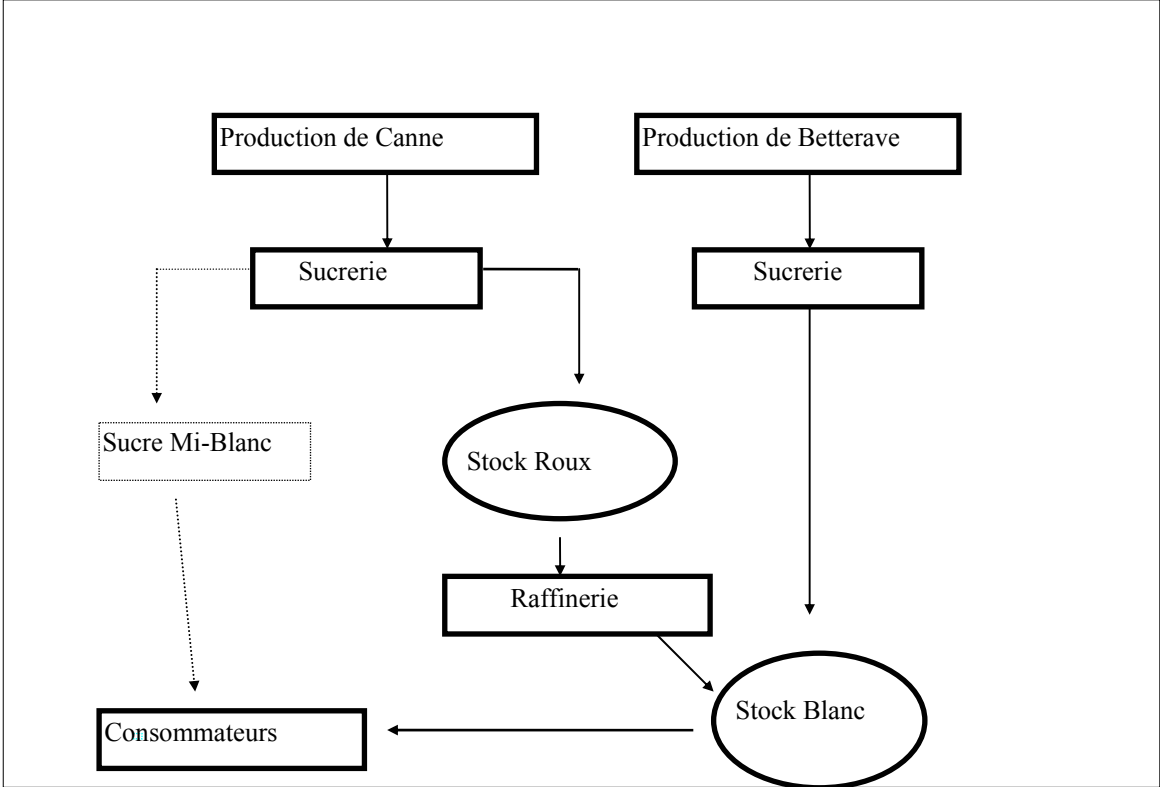 Production de Canne
Production de Betterave
Sucrerie
Sucrerie
Sucre Mi-Blanc
Stock Roux
Raffinerie
Stock Blanc
Consommateurs